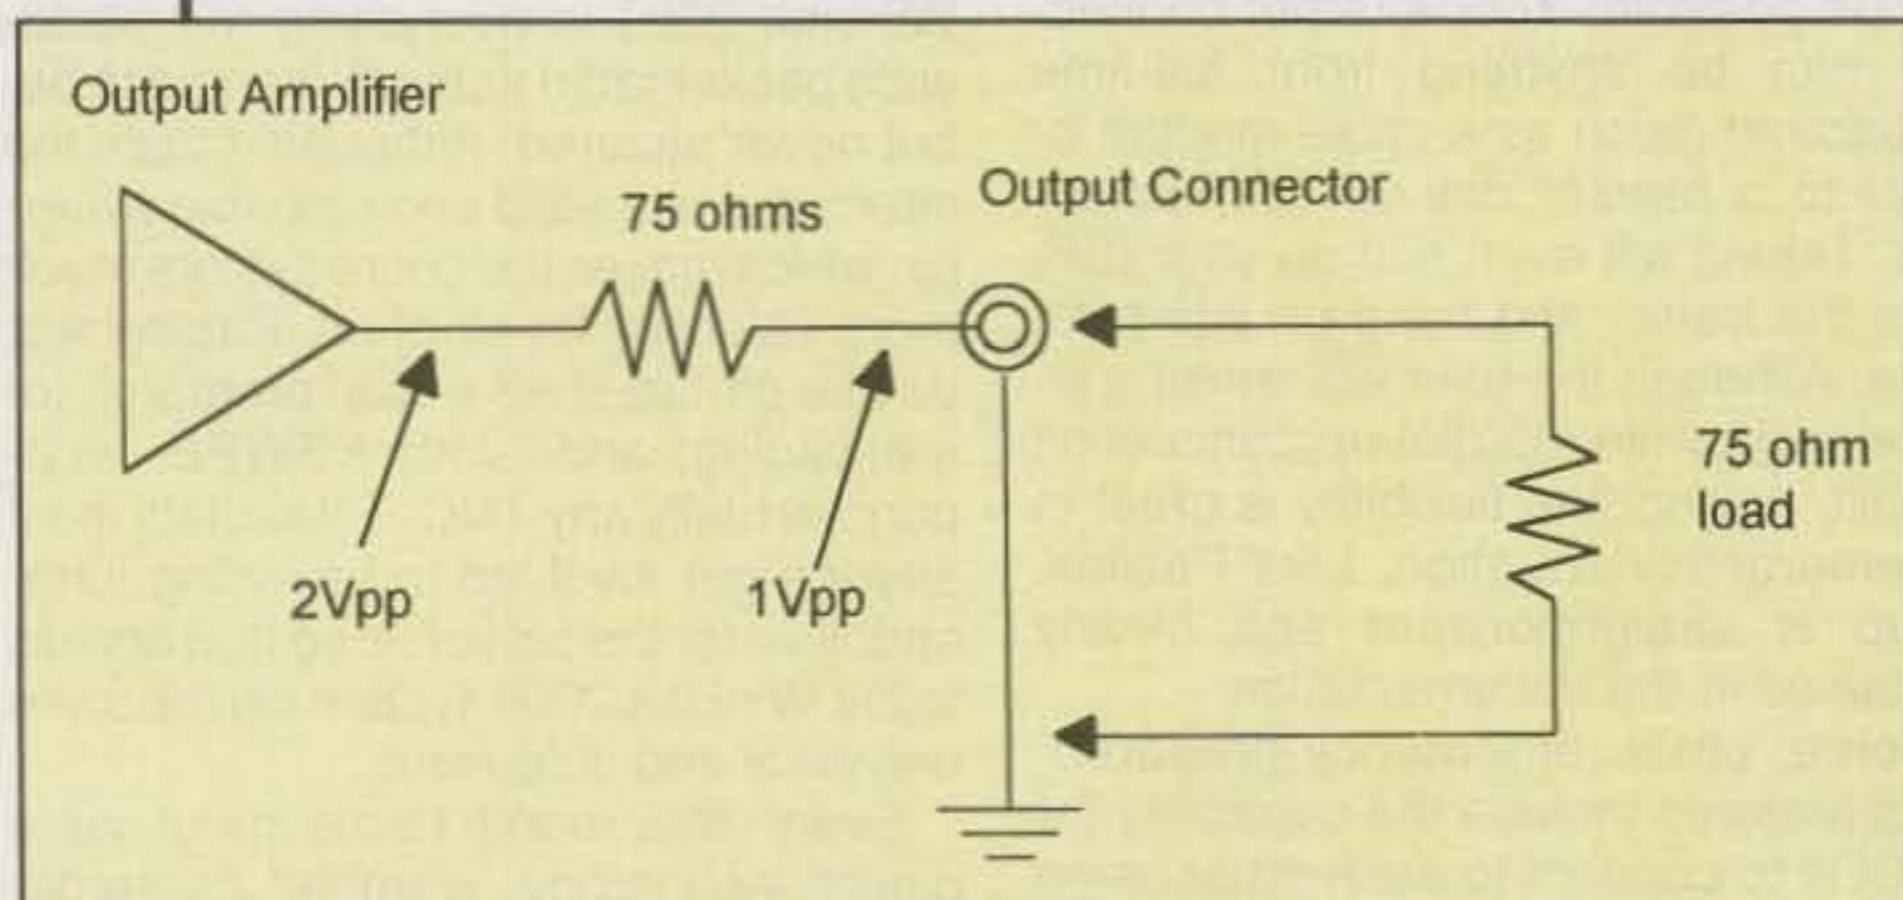 Output Amplifier
75 ohms
Output Connector
2Vpp
1Vpp
75 ohm
load